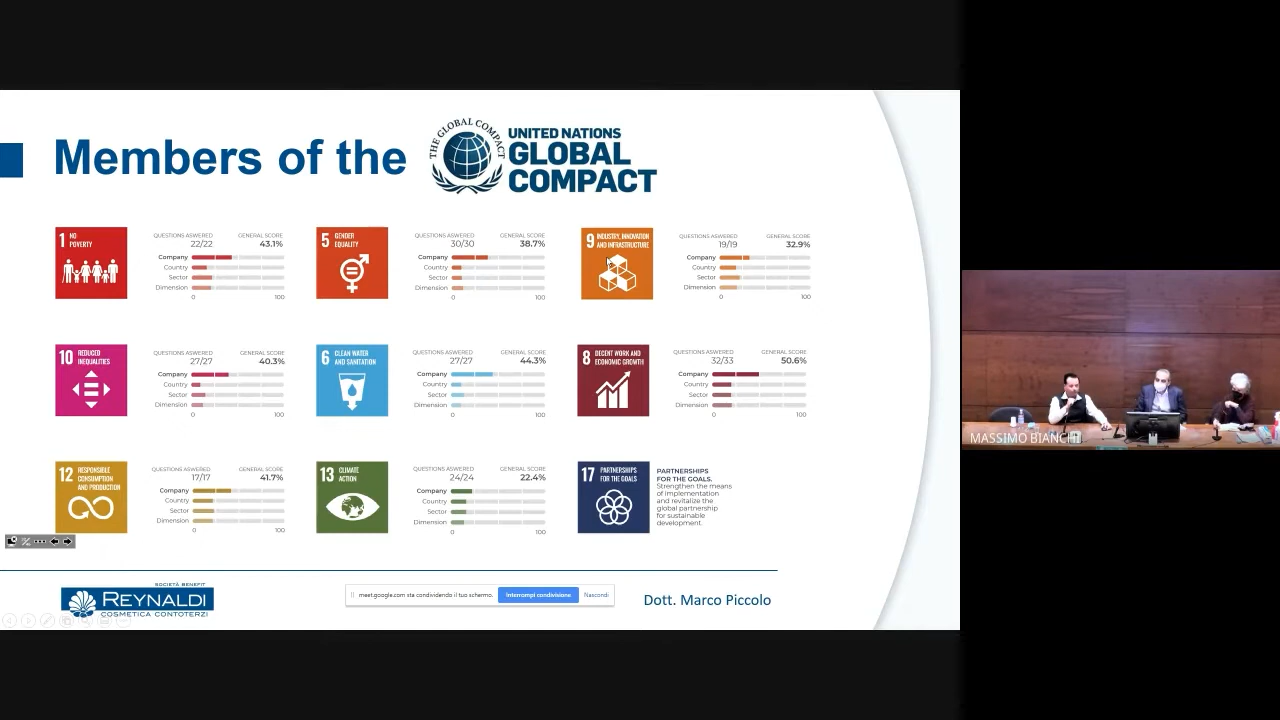 Members of the
THE GLOBAL COMPACT
UNITED NATIONS
GLOBAL
COMPACT
1 NO
POVERTY
QUESTIONS ASWERED GENERAL SCORE
22/22 43.1%
Company
Country
Sector
Dimension
0 100
5 GENDER
EQUALITY
QUESTIONS ASWERED GENERAL SCORE
30/30 38.7%
Company
Country
Sector
Dimension
0 100
9 INDUSTRY, INNOVATION
AND INFRASTRUCTURE
QUESTIONS ASWERED GENERAL SCORE
19/19 32.9%
Company
Country
Sector
Dimension
0 100
10 REDUCED
INEQUALITIES
QUESTIONS ASWERED GENERAL SCORE
27/27 40.3%
Company
Country
Sector
Dimension
0 100
6 CLEAN WATER
AND SANITATION
QUESTIONS ASWERED GENERAL SCORE
27/27 44.3%
Company
Country
Sector
Dimension
0 100
8 DECENT WORK AND
ECONOMIC GROWTH
QUESTIONS ASWERED GENERAL SCORE
32/33 50.6%
Company
Country
Sector
Dimension
0 100
12 RESPONSIBLE
CONSUMPTION
AND PRODUCTION
QUESTIONS ASWERED GENERAL SCORE
17/17 41.7%
Company
Country
Sector
Dimension
0 100
13 CLIMATE
ACTION
QUESTIONS ASWERED GENERAL SCORE
24/24 22.4%
Company
Country
Sector
Dimension
0 100
17 PARTNERSHIPS
FOR THE GOALS
PARTNERSHIPS
FOR THE GOALS.
Strengthen the means
of implementation
and revitalize the
global partnership
for sustainable
development
SOCIETÀ BENEFIT
REYNALDI
COSMETICA CONTOTERZI
meet.google.com sta condividendo il tuo schermo.
Interrompi condivisione
Nascondi
Dott. Marco Piccolo
MASSIMO BIANCHI